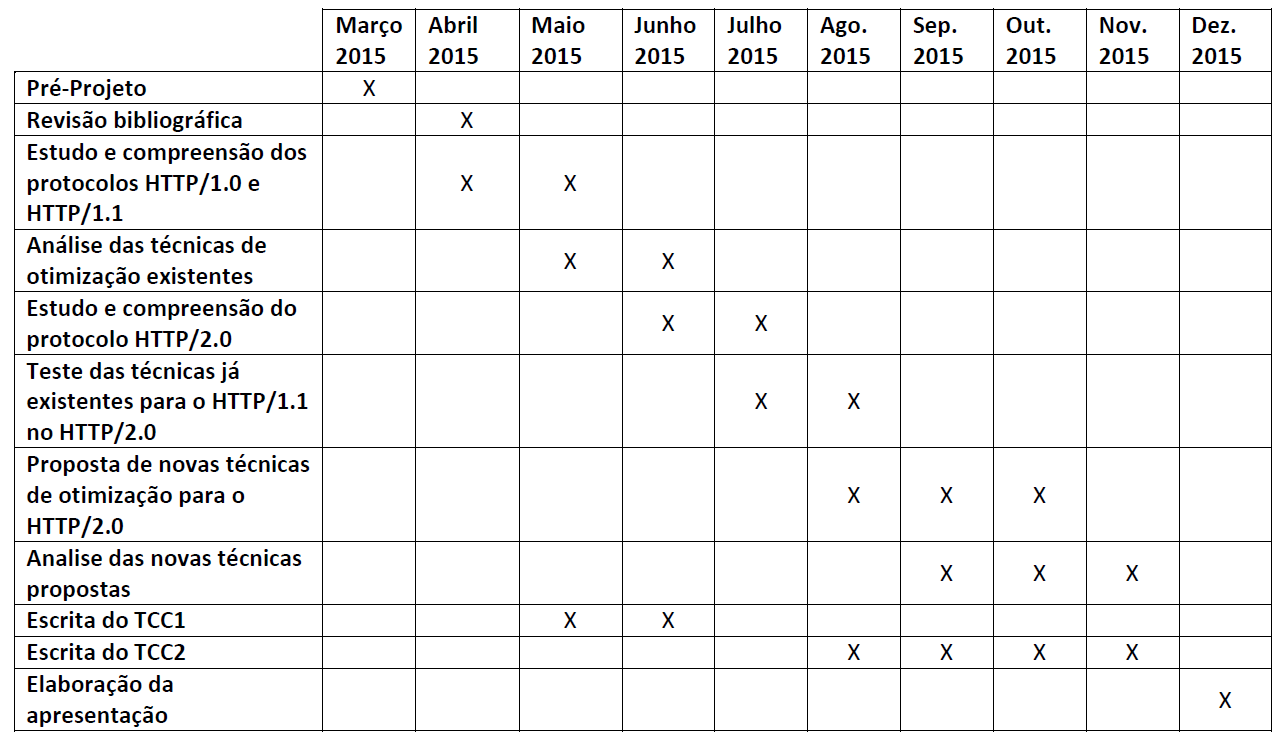 Março Abril Maio Junho Julho Ago. Sep. Out. Nov. Dez.
2015 2015 2015 2015 2015 2015 2015 2015 2015 2015
Pré-Projeto X
Revisão bibliográfica X
Estudo e compreensão dos
protocolos HTTP/1.0 e X X
HTTP/1.1
Análise das técnicas de
otimização existentes X X
Estudo e compreensão do
protocolo HTTP/2.0 X X
Teste das técnicas já
existentes para o HTTP/1.1 X X
no HTTP/2.0
Proposta de novas técnicas
de otimização para o X X X
HTTP/2.0
Analise das novas técnicas
propostas X X X
Escrita do TCC1 X X
Escrita do TCC2 X X X X
Elaboração da
apresentação X